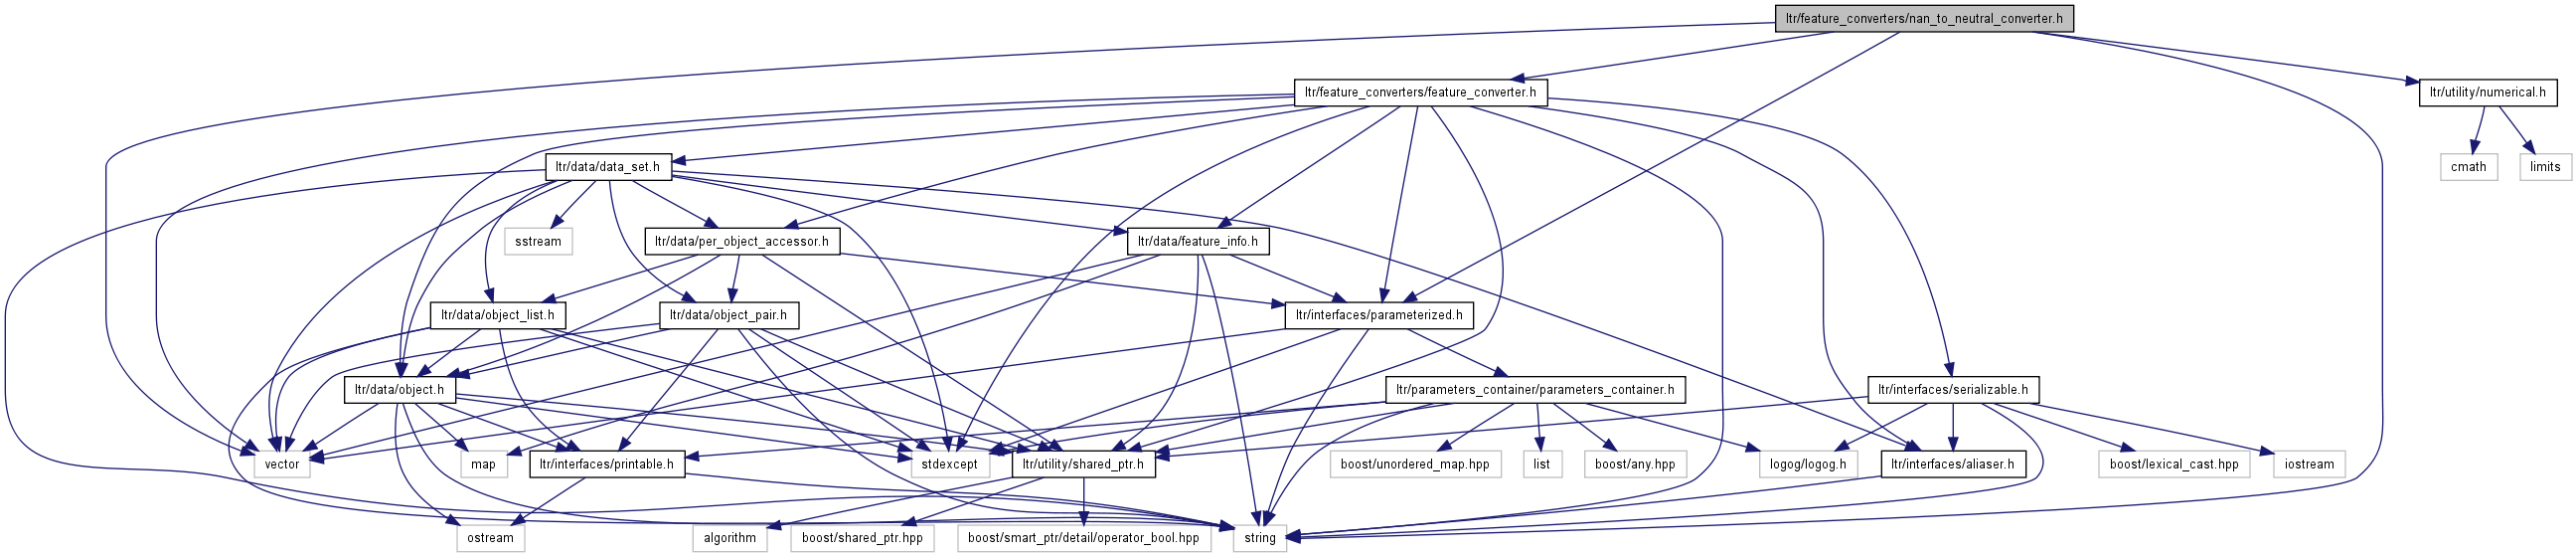 ltr/feature_converters/nan_to_neutral_converter.h
ltr/feature_converters/feature_converter.h
ltr/utility/numerical.h
ltr/data/data_set.h
cmath
limits
sstream
ltr/data/per_object_accessor.h
ltr/data/feature_info.h
ltr/data/object_list.h
ltr/data/object_pair.h
ltr/interfaces/parameterized.h
ltr/data/object.h
ltr/parameters_container/parameters_container.h
ltr/interfaces/serializable.h
vector
map
ltr/interfaces/printable.h
stdexcept
ltr/utility/shared_ptr.h
boost/unordered_map.hpp
list
boost/any.hpp
logog/logog.h
ltr/interfaces/aliaser.h
boost/lexical_cast.hpp
iostream
ostream
algorithm
boost/shared_ptr.hpp
boost/smart_ptr/detail/operator_bool.hpp
string